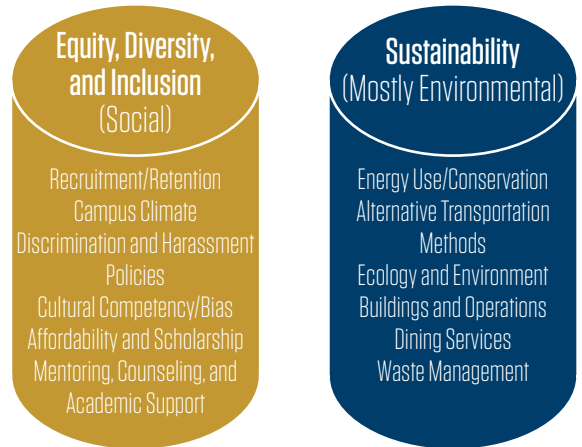 Equity, Diversity,
and Inclusion
(Social)
Recruitment/Retention
Campus Climate
Discrimination and Harassment
Policies
Cultural Competency/Bias
Affordability and Scholarship
Mentoring, Counseling, and
Academic Support
Sustainability
(Mostly Environmental)
Energy Use/Conservation
Alternative Transportation
Methods
Ecology and Environment
Buildings and Operations
Dining Services
Waste Management